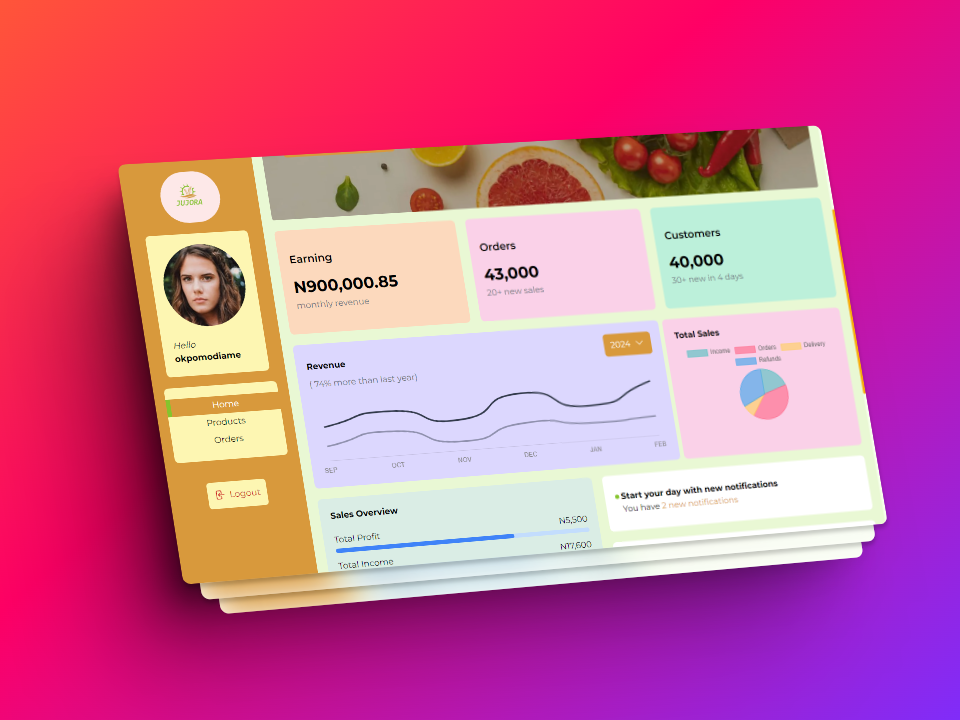 JUJORA
Hello
okpomodiame
Home
Products
Orders
Logout
Earning
N900,000.85
monthly revenue
Orders
43,000
20+ new sales
Customers
40,000
30+ new in 4 days
Revenue
( 74% more than last year)
2024
SEP
OCT
NOV
DEC
JAN
FEB
Total Sales
Income
Orders
Delivery
Refunds
Sales Overview
Total Profit
N5,500
Total Income
N17,600
Start your day with new notifications
You have 2 new notifications